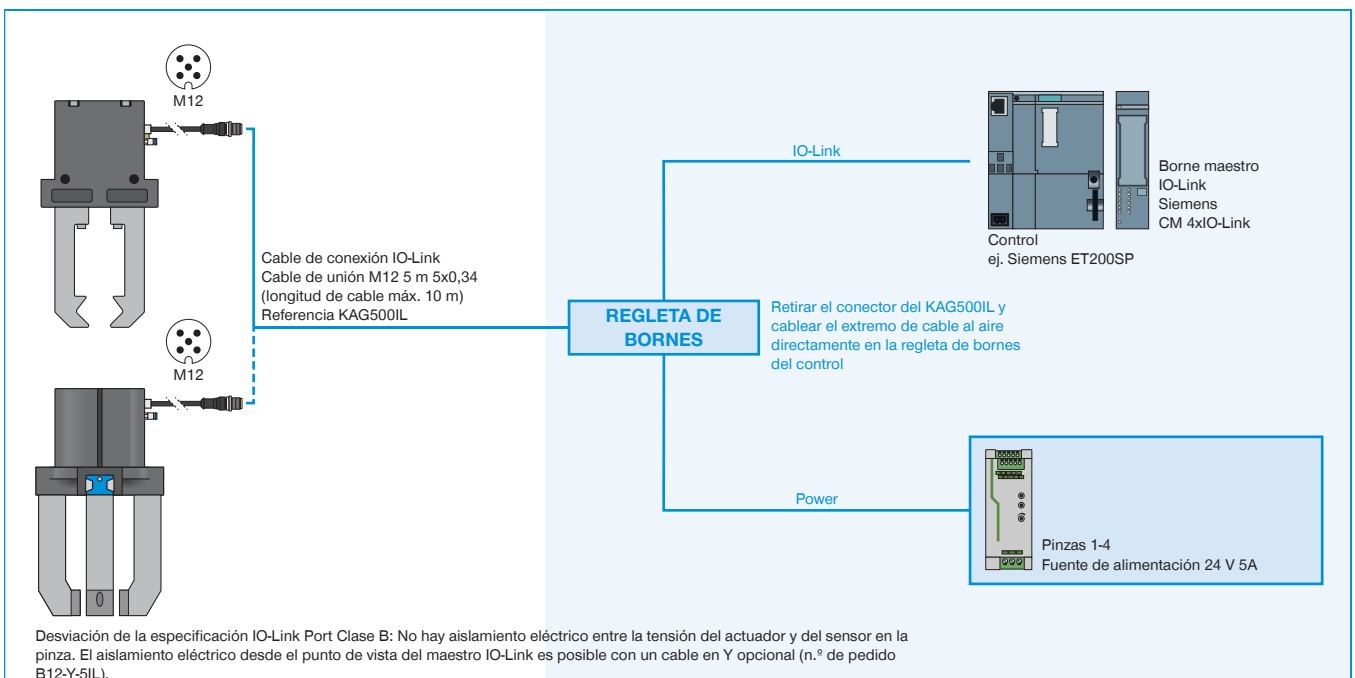 M12
IO-Link
Borne maestro
IO-Link
Siemens
CM 4xIO-Link
Control
ej. Siemens ET200SP
Cable de conexión IO-Link
Cable de unión M12 5 m 5x0,34
(longitud de cable máx. 10 m)
Referencia KAG500IL
REGLETA DE
BORNES
Retirar el conector del KAG500IL y
cablear el extremo de cable al aire
directamente en la regleta de bornes
del control
M12
Power
Pinzas 1-4
Fuente de alimentación 24 V 5A
Desviación de la especificación IO-Link Port Clase B: No hay aislamiento eléctrico entre la tensión del actuador y del sensor en la
pinza. El aislamiento eléctrico desde el punto de vista del maestro IO-Link es posible con un cable en Y opcional (n.º de pedido
B12-Y-5IL).